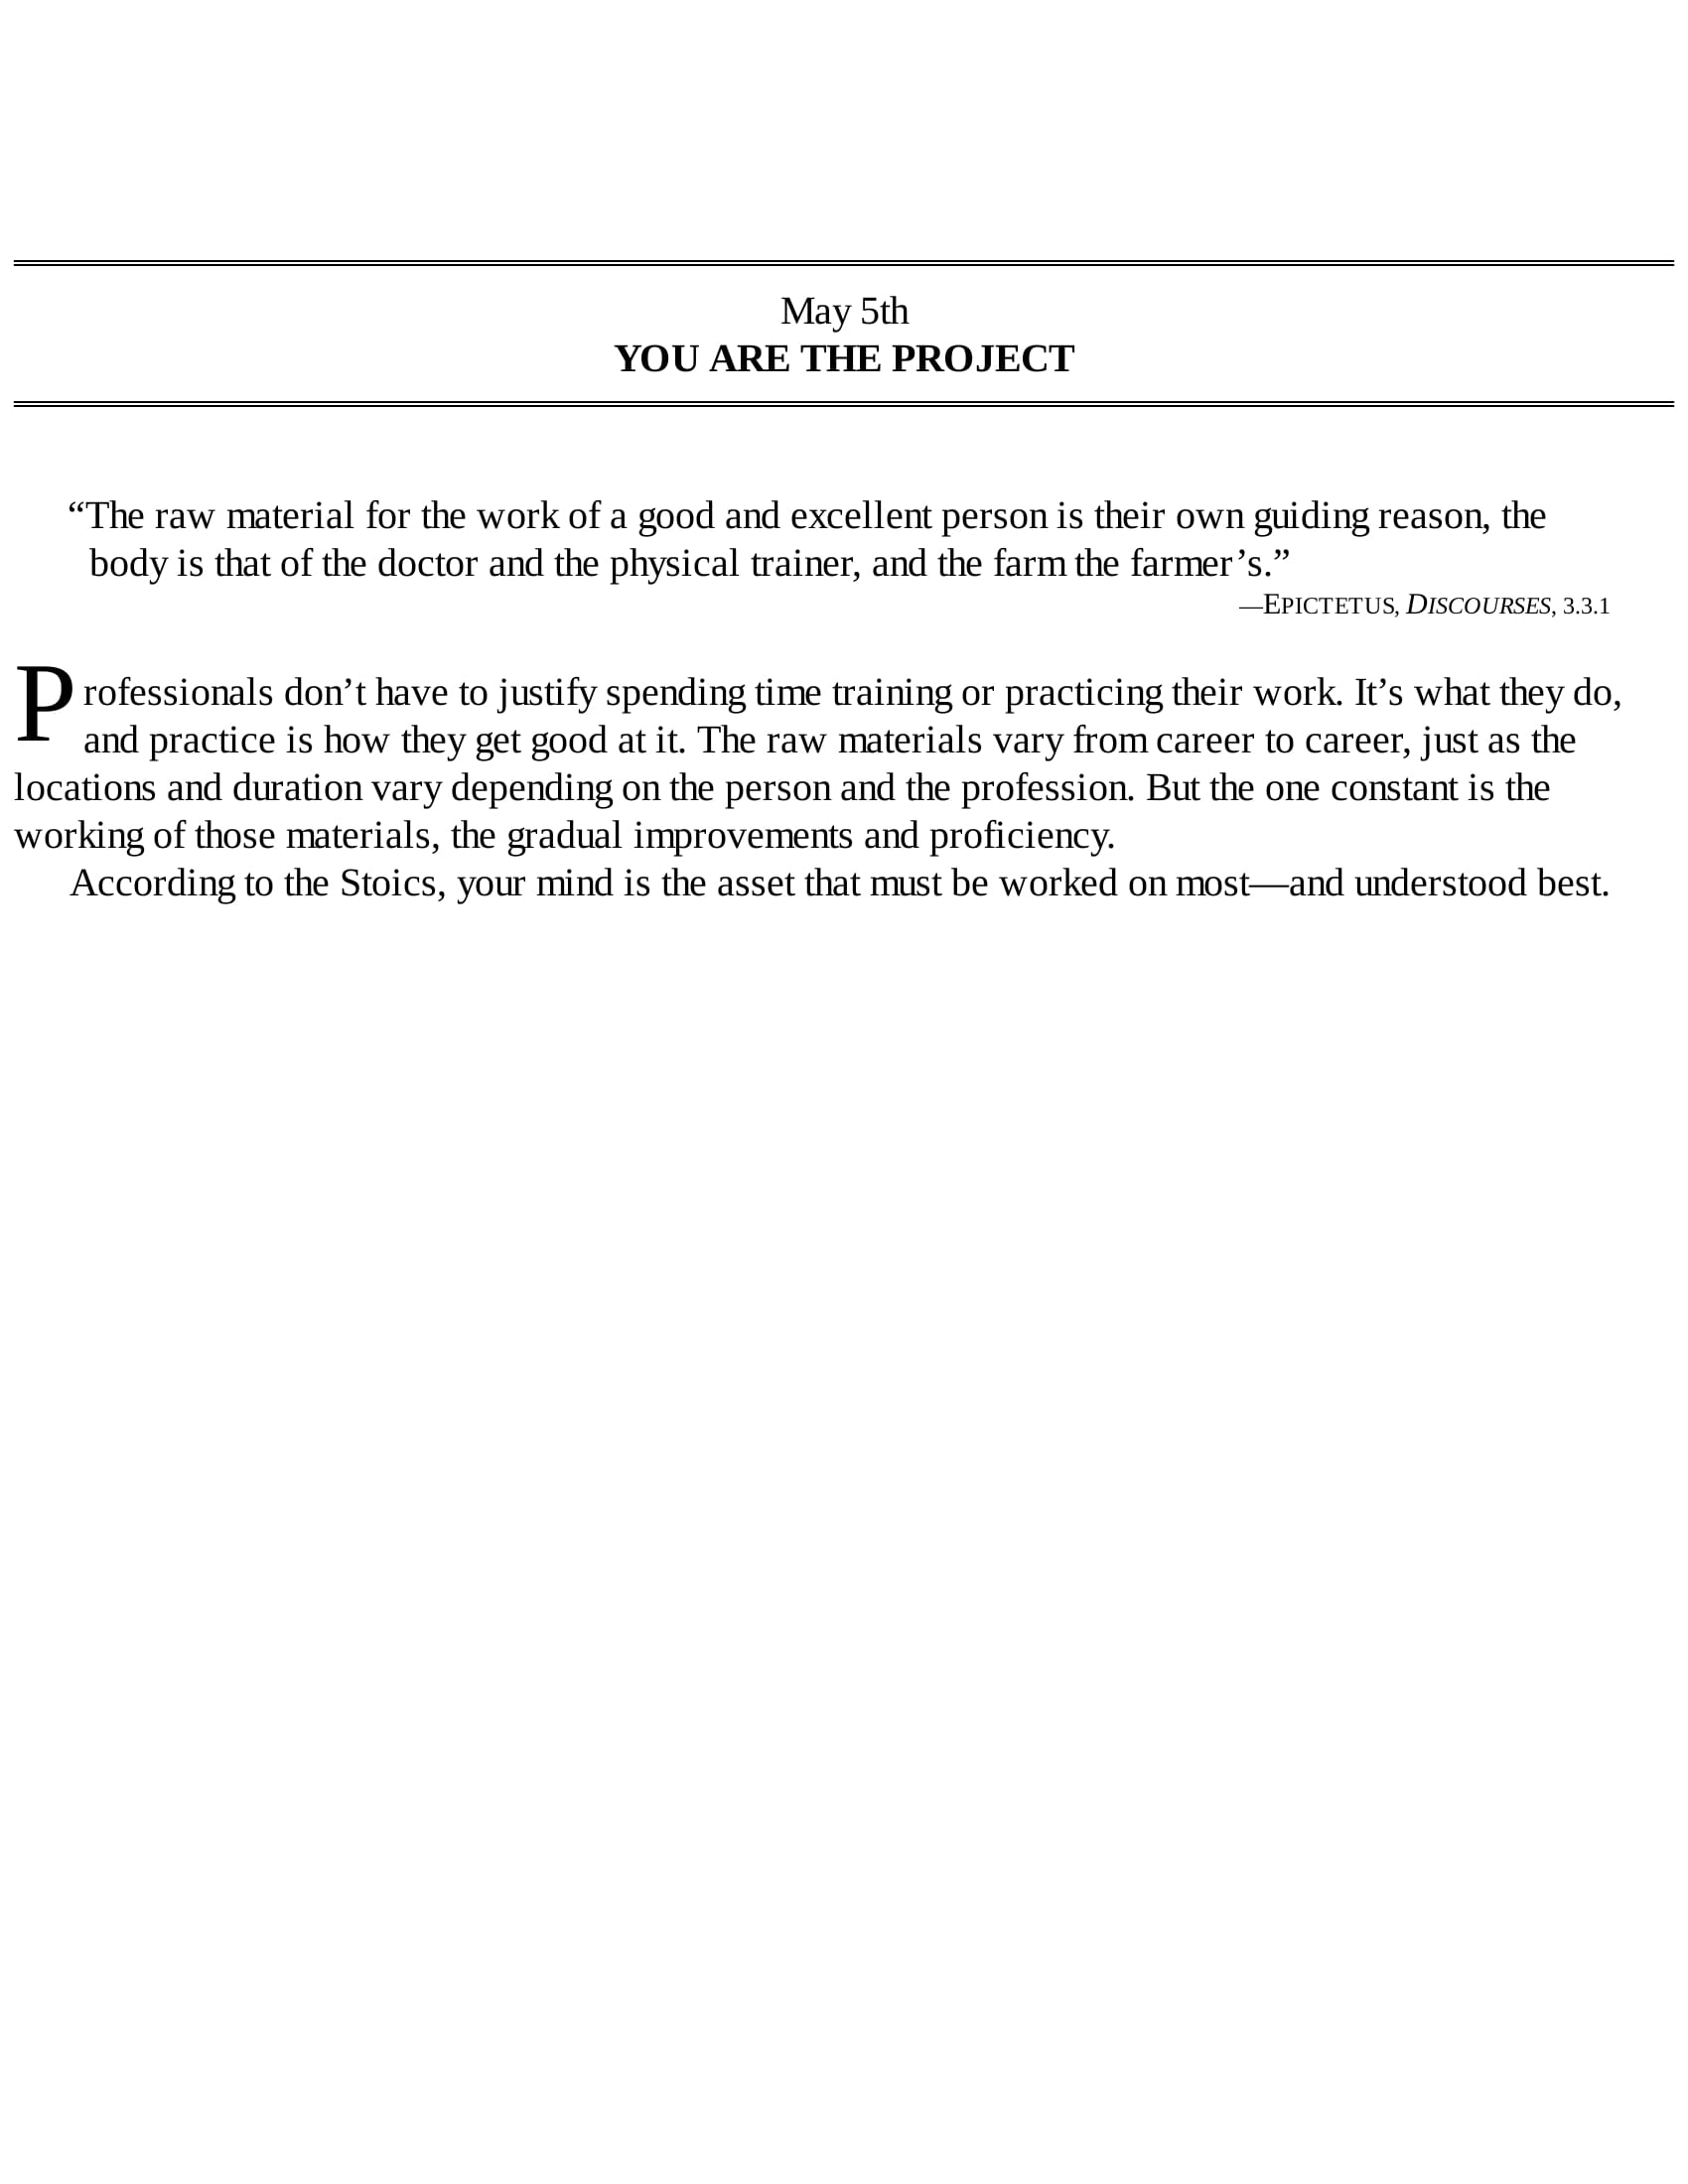 May 5th
YOU ARE THE PROJECT
“The raw material for the work of a good and excellent person is their own guiding reason, the
body is that of the doctor and the physical trainer, and the farm the farmer’s.”
—EPICTETUS, DISCOURSES, 3.3.1
Professionals don’t have to justify spending time training or practicing their work. It’s what they do,
and practice is how they get good at it. The raw materials vary from career to career, just as the
locations and duration vary depending on the person and the profession. But the one constant is the
working of those materials, the gradual improvements and proficiency.
According to the Stoics, your mind is the asset that must be worked on most—and understood best.